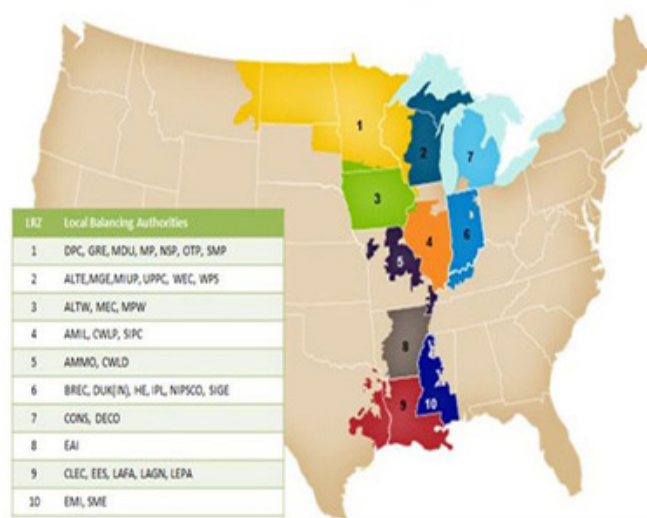 1
2
7
3
4
6
5
8
9
10
LRZ Local Balancing Authorities
1 DPC, GRE, MDU, MP, NSP, OTP, SMP
2 ALTE,MGE,MIUP, UPPC, WEC, WPS
3 ALTW, MEC, MPW
4 AMIL, CWLP, SIPC
5 AMMO, CWLD
6 BREC, DUK(IN), HE, IPL, NIPSCO, SIGE
7 CONS, DECO
8 EAI
9 CLEC, EES, LAFA, LAGN, LEPA
10 EMI, SME